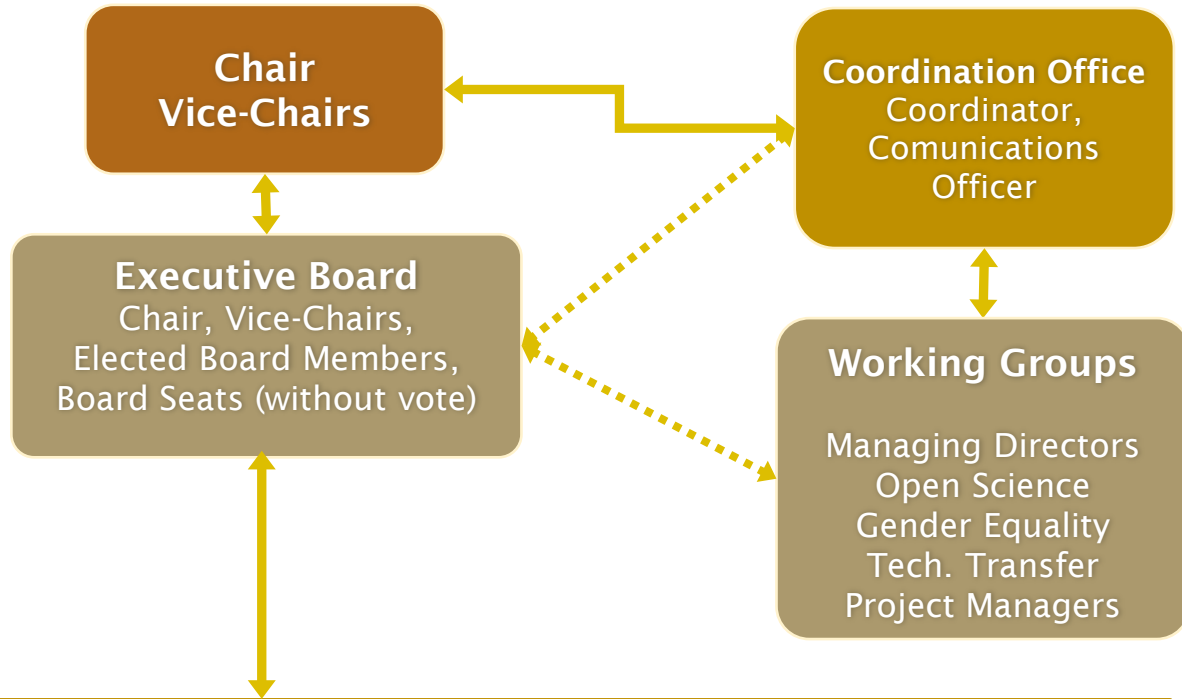 Chair
Vice-Chairs
Coordination Office
Coordinator,
Comunications
Officer
Executive Board
Chair, Vice-Chairs,
Elected Board Members,
Board Seats (without vote)
Working Groups
Managing Directors
Open Science
Gender Equality
Tech. Transfer
Project Managers